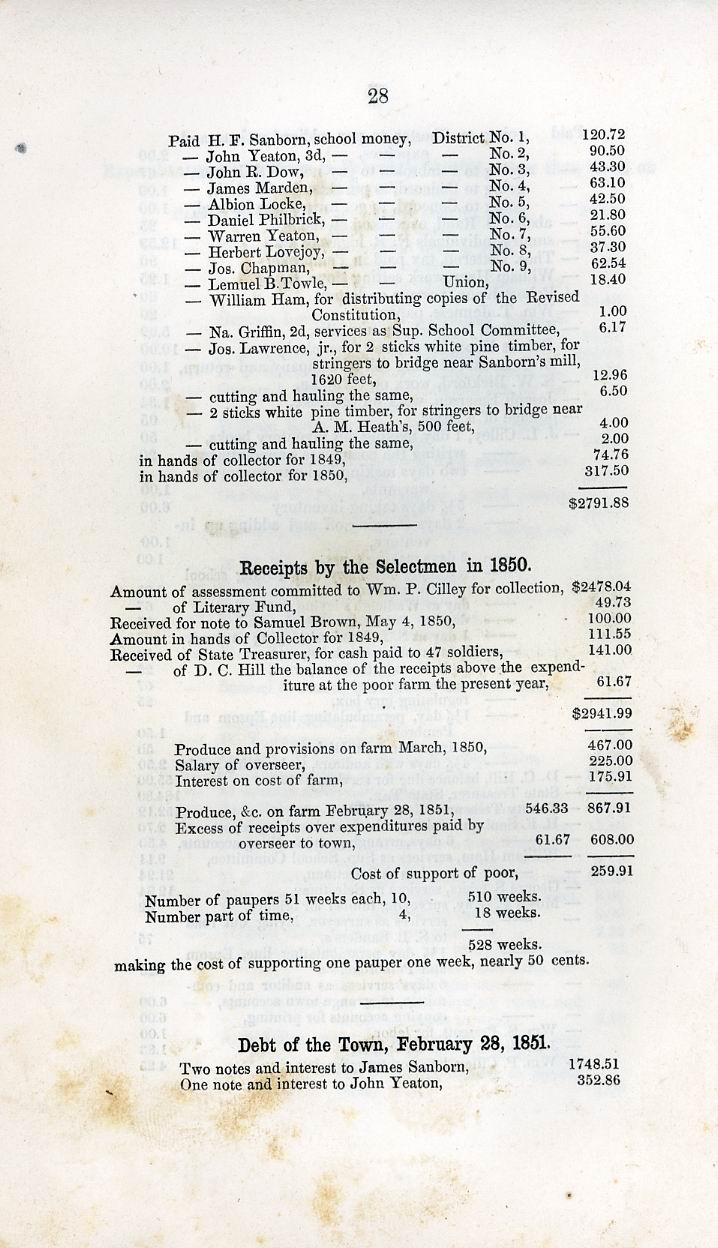 28
Paid H. F. Sanborn, school money, District No. 1, 120.72
— John Yeaton, 3d, — — — No. 2, 90.50
— John R. Dow, — — — No. 3, 43.30
— James Marden, — — — No. 4, 63.10
— Albion Locke, — — — No. 5, 42.50
— Daniel Philbrick, — — — No. 6, 21.80
— Warren Yeaton, — — — No. 7, 55.60
— Herbert Lovejoy, — — — No. 8, 37.30
— Jos. Chapman, — — — No. 9, 62.54
— Lemuel B. Towle, — — Union, 18.40
— William Ham, for distributing copies of the Revised
Constitution, 1.00
— Na. Griffin, 2d, services as Sup. School Committee, 6.17
— Jos. Lawrence, jr., for 2 sticks white pine timber, for
stringers to bridge near Sanborn's mill,
1620 feet, 12.96
— cutting and hauling the same, 6.50
— 2 sticks white pine timber, for stringers to bridge near
A. M. Heath's, 500 feet, 4.00
— cutting and hauling the same, 2.00
in hands of collector for 1849, 74.76
in hands of collector for 1850, 317.50
$2791.88
Receipts by the Selectmen in 1850.
Amount of assessment committed to Wm. P. Cilley for collection, $2478.04
— of Literary Fund, 49.73
Received for note to Samuel Brown, May 4, 1850, 100.00
Amount in hands of Collector for 1849, 111.55
Received of State Treasurer, for cash paid to 47 soldiers, 141.00
— of D. C. Hill the balance of the receipts above the expend-
iture at the poor farm the present year, 61.67
$2941.99
Produce and provisions on farm March, 1850, 467.00
Salary of overseer, 225.00
Interest on cost of farm, 175.91
Produce, &c. on farm February 28, 1851, 546.33 867.91
Excess of receipts over expenditures paid by
overseer to town, 61.67 608.00
Cost of support of poor, 259.91
Number of paupers 51 weeks each, 10, 510 weeks.
Number part of time, 4, 18 weeks.
528 weeks.
making the cost of supporting one pauper one week, nearly 50 cents.
Debt of the Town, February 28, 1851.
Two notes and interest to James Sanborn, 1748.51
One note and interest to John Yeaton, 352.86